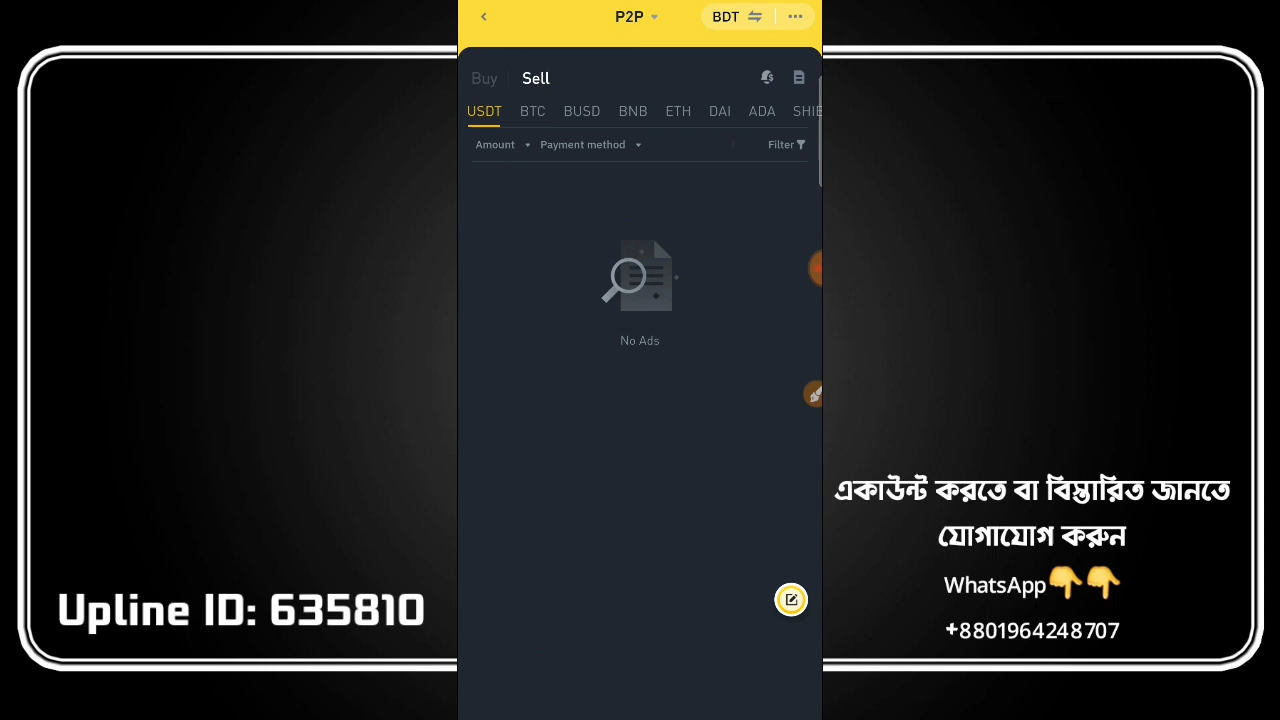 P2P
BDT
Buy
Sell
USDT BTC BUSD BNB ETH DAI ADA SHIB
Amount
Payment method
Filter
No Ads
একাউন্ট করতে বা বিস্তারিত জানতে
যোগাযোগ করুন
WhatsApp👇👇
+8801964248707
Upline ID: 635810